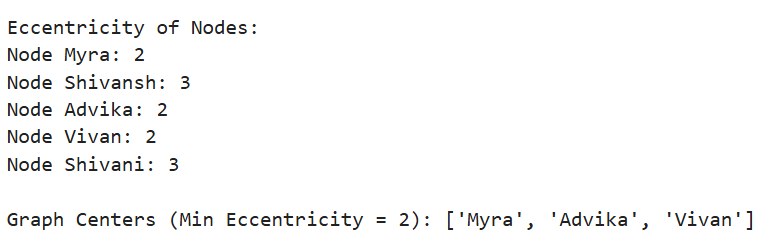 Eccentricity of Nodes:
Node Myra: 2
Node Shivansh: 3
Node Advika: 2
Node Vivan: 2
Node Shivani: 3
Graph Centers (Min Eccentricity = 2): ['Myra', 'Advika', 'Vivan']